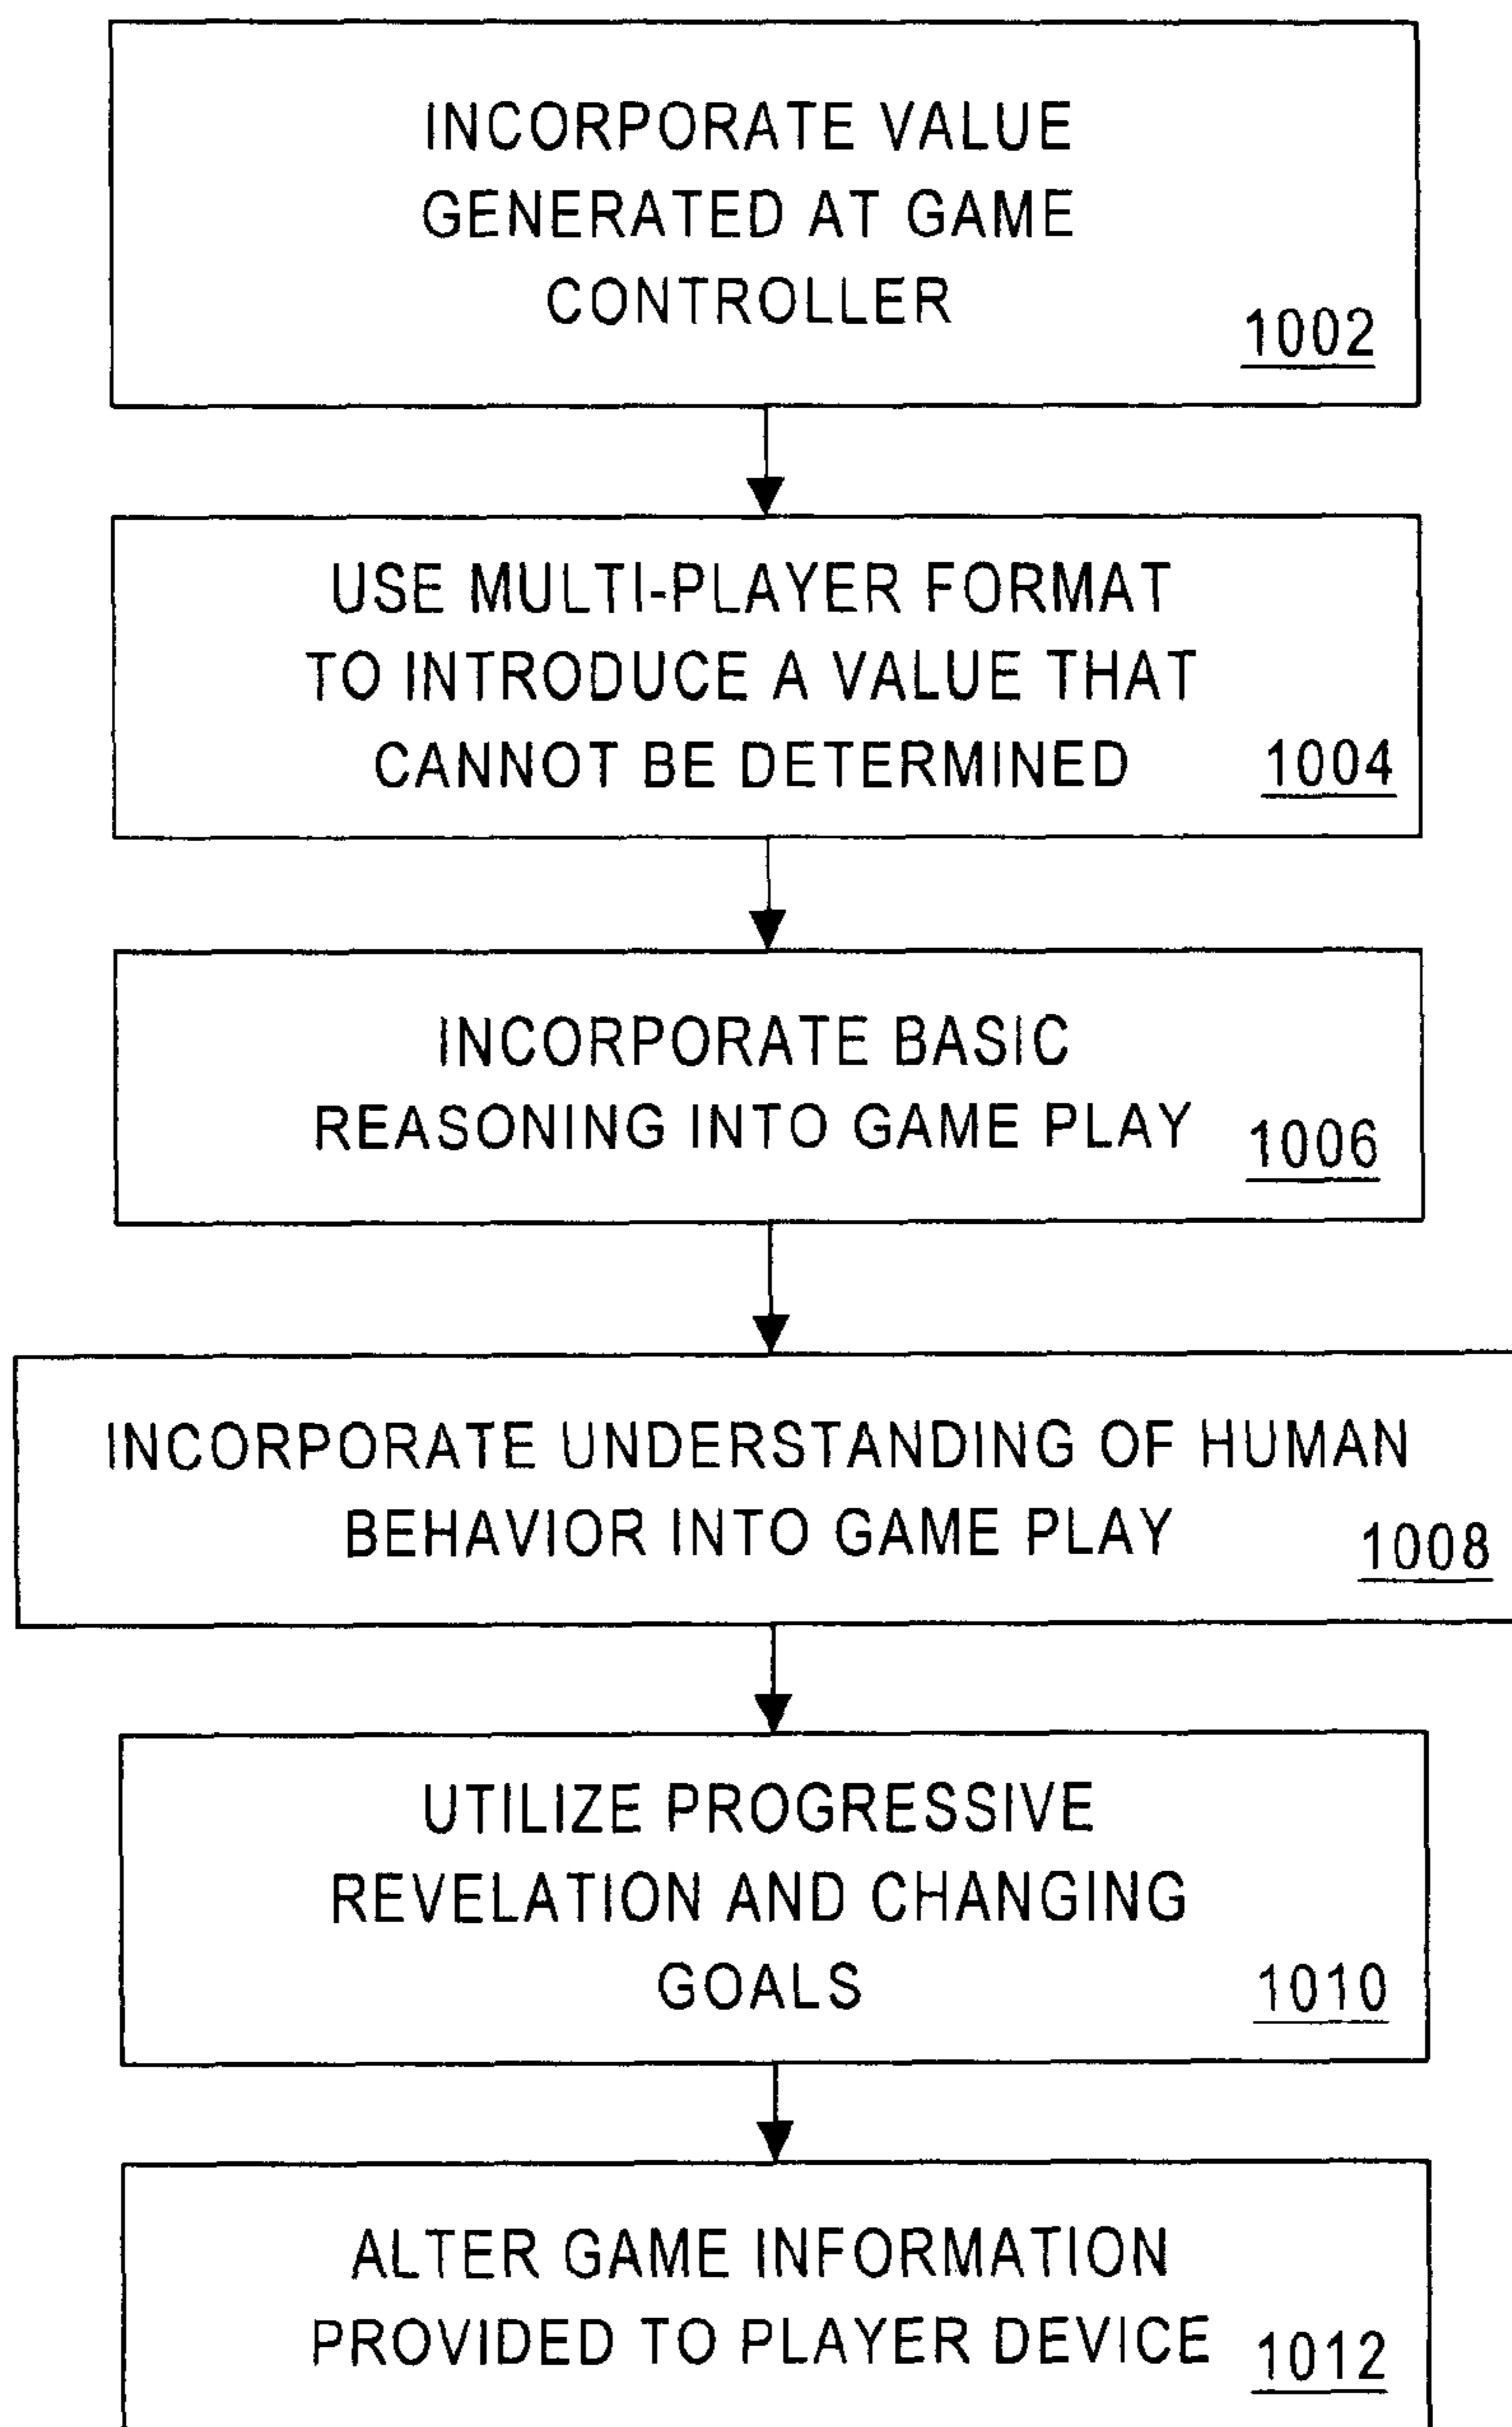 INCORPORATE VALUE
GENERATED AT GAME
CONTROLLER
1002
USE MULTI-PLAYER FORMAT
TO INTRODUCE A VALUE THAT
CANNOT BE DETERMINED 1004
INCORPORATE BASIC
REASONING INTO GAME PLAY 1006
INCORPORATE UNDERSTANDING OF HUMAN
BEHAVIOR INTO GAME PLAY 1008
UTILIZE PROGRESSIVE
REVELATION AND CHANGING
GOALS 1010
ALTER GAME INFORMATION
PROVIDED TO PLAYER DEVICE 1012